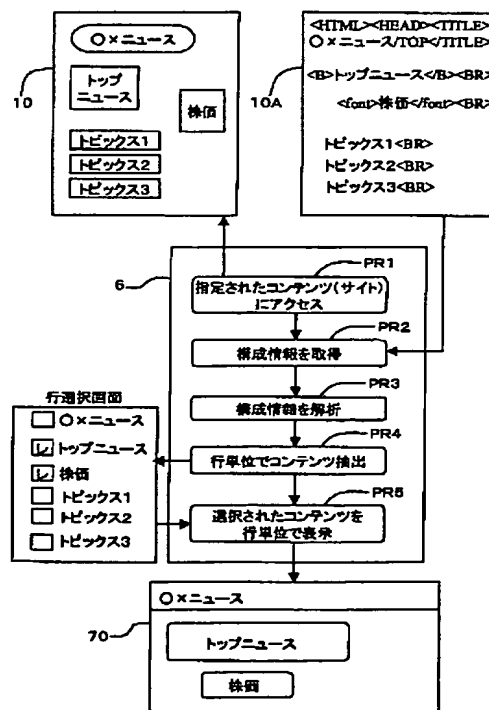 ○×ニュース
トップ
ニュース
株価
トピックス1
トピックス2
トピックス3
10
<HTML><HEAD><TITLE>
○×ニュース/TOP</TITLE>
<B>トップニュース</B><BR>
<font>株価</font><BR>
トピックス1<BR>
トピックス2<BR>
トピックス3<BR>
10A
6
PR1
指定されたコンテンツ(サイト)
にアクセス
PR2
構成情報を取得
PR3
構成情報を解析
PR4
行単位でコンテンツ抽出
PR5
選択されたコンテンツを
行単位で表示
行選択画面
○×ニュース
レ トップニュース
レ 株価
トピックス1
トピックス2
トピックス3
70
○×ニュース
トップニュース
株価